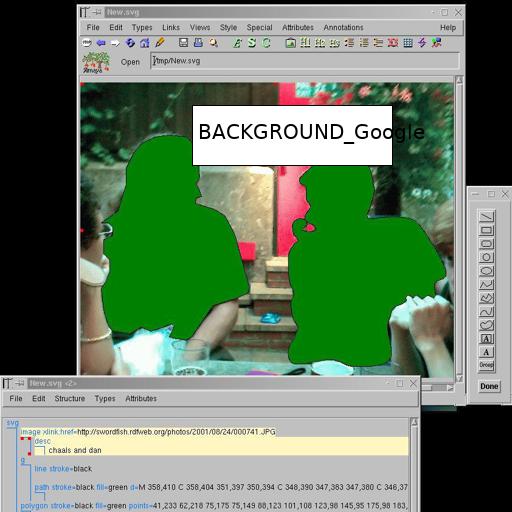 New.svg
File Edit Types Links Views Style Special Attributes Annotations Help
E S C H1 H2 H3
Amaya Open /tmp/New.svg
BACKGROUND_Google
A
A
Group
Done
New.svg <2>
File Edit Structure Types Attributes
svg
image xlink:href=http://swordfish.rdfweb.org/photos/2001/08/24/000741.JPG
desc
chaals and dan
g
line stroke=black
path stroke=black fill=green d=M 358,410 C 358,404 351,397 350,394 C 348,390 347,383 347,380 C 346,37
polygon stroke=black fill=green points=41,233 62,218 75,175 75,149 88,123 101,108 123,98 145,95 175,98 183,